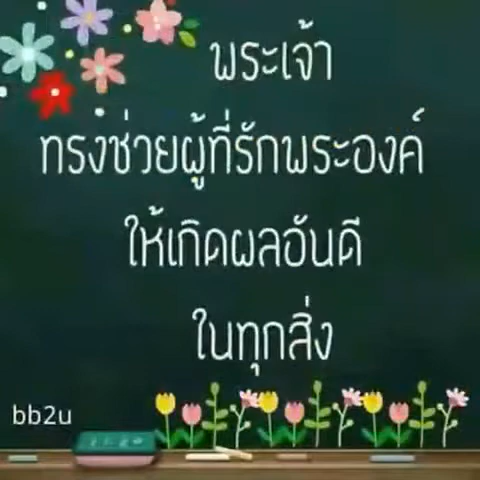 พระเจ้า
ทรงช่วยผู้ที่รักพระองค์
ให้เกิดผลอันดี
ในทุกสิ่ง
bb2u